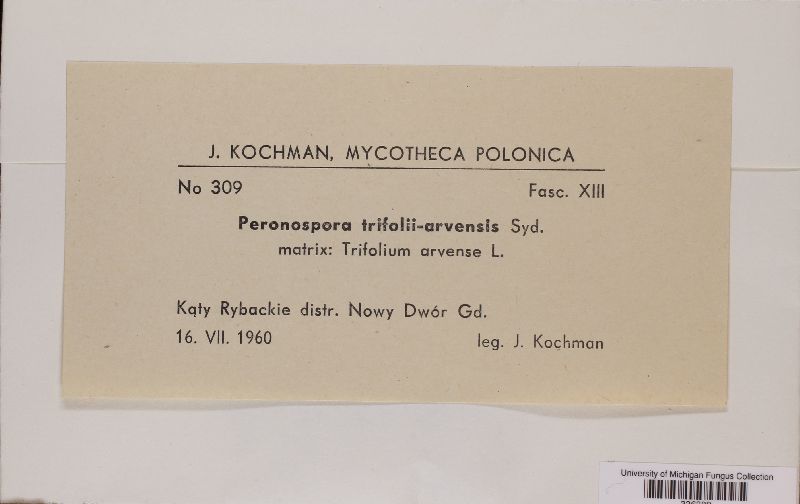 J. KOCHMAN, MYCOTHECA POLONICA
No 309 Fasc. XIII
Peronospora trifolii-arvensis Syd.
matrix: Trifolium arvense L.
Kąty Rybackie distr. Nowy Dwór Gd.
16. VII. 1960 leg. J. Kochman
University of Michigan Fungus Collection